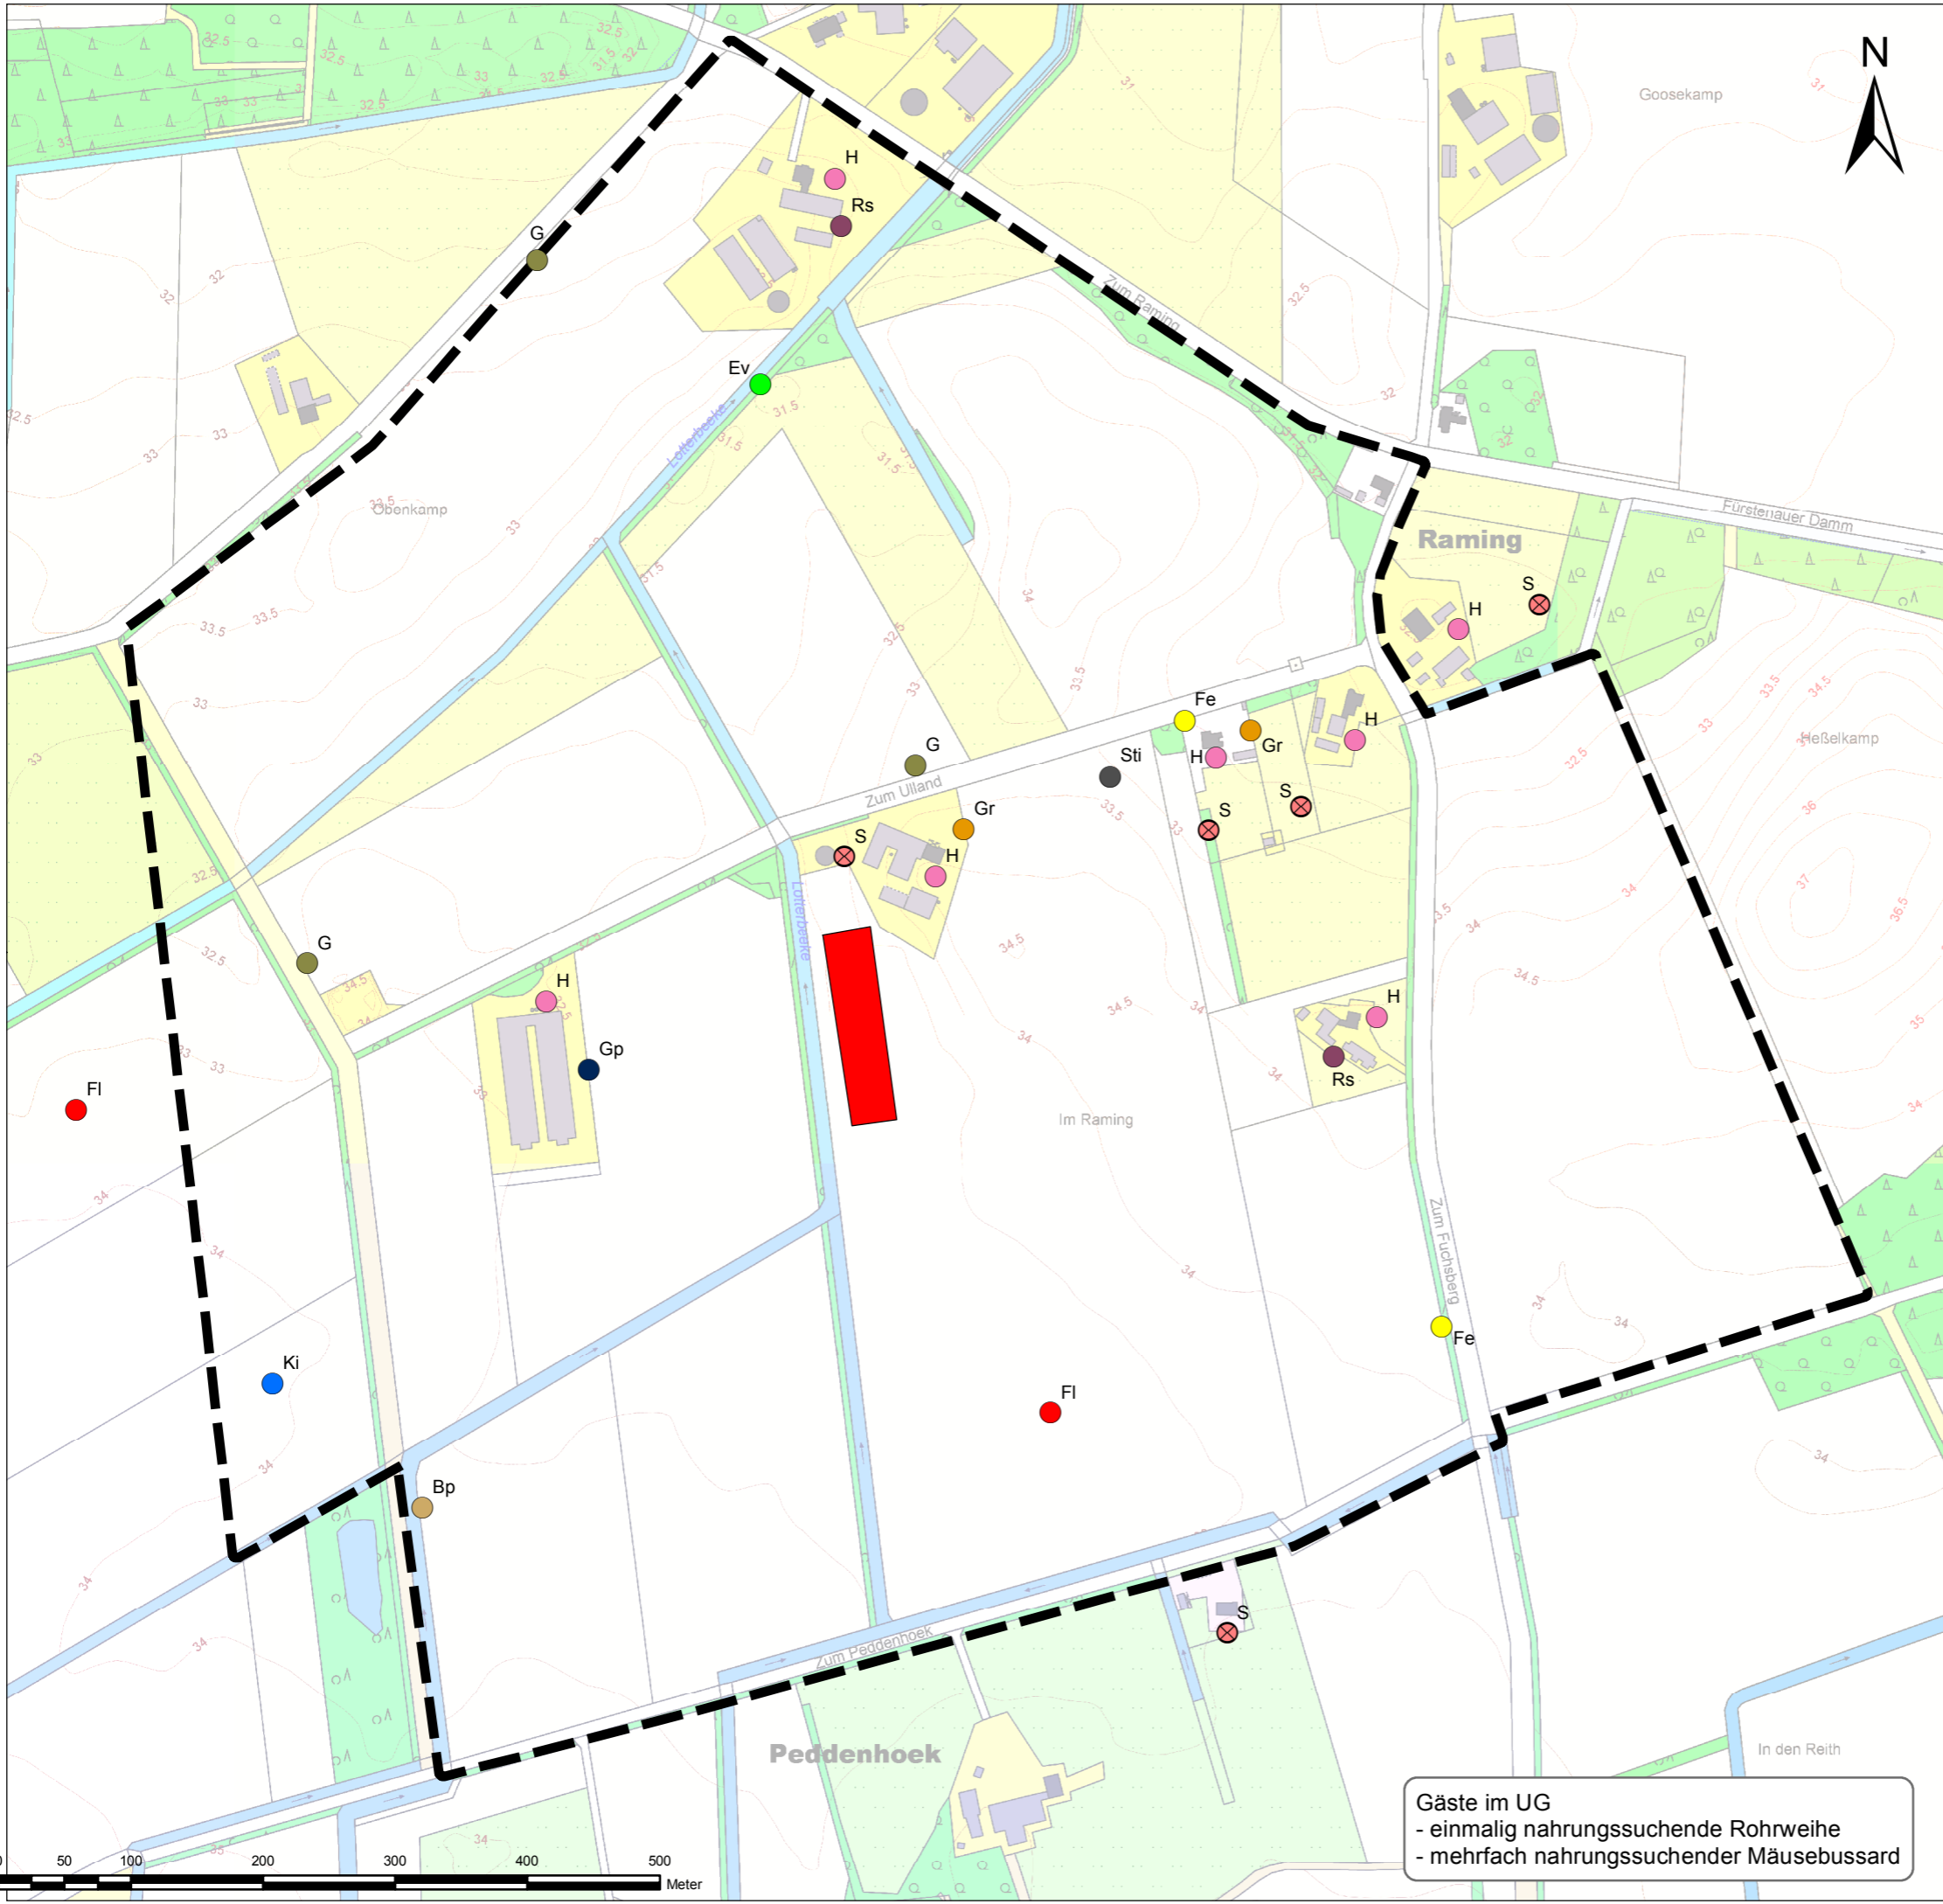 N
Goosekamp
H
Rs
G
Zum Raming
Ev
Lotterbeeke
Obenkamp
Fürstenauer Damm
Raming
S
H
Fe
Gr
H
H
Heßelkamp
G
Sti
Zum Ulland
Gr
S
S
S
H
Lotterbeeke
G
H
H
Gp
Rs
Fl
Im Raming
Zum Fuchsberg
Fe
Ki
Fl
Bp
S
Zum Peddenhoek
Peddenhoek
In den Reith
Gäste im UG
- einmalig nahrungssuchende Rohrweihe
- mehrfach nahrungssuchender Mäusebussard
0 50 100 200 300 400 500
Meter